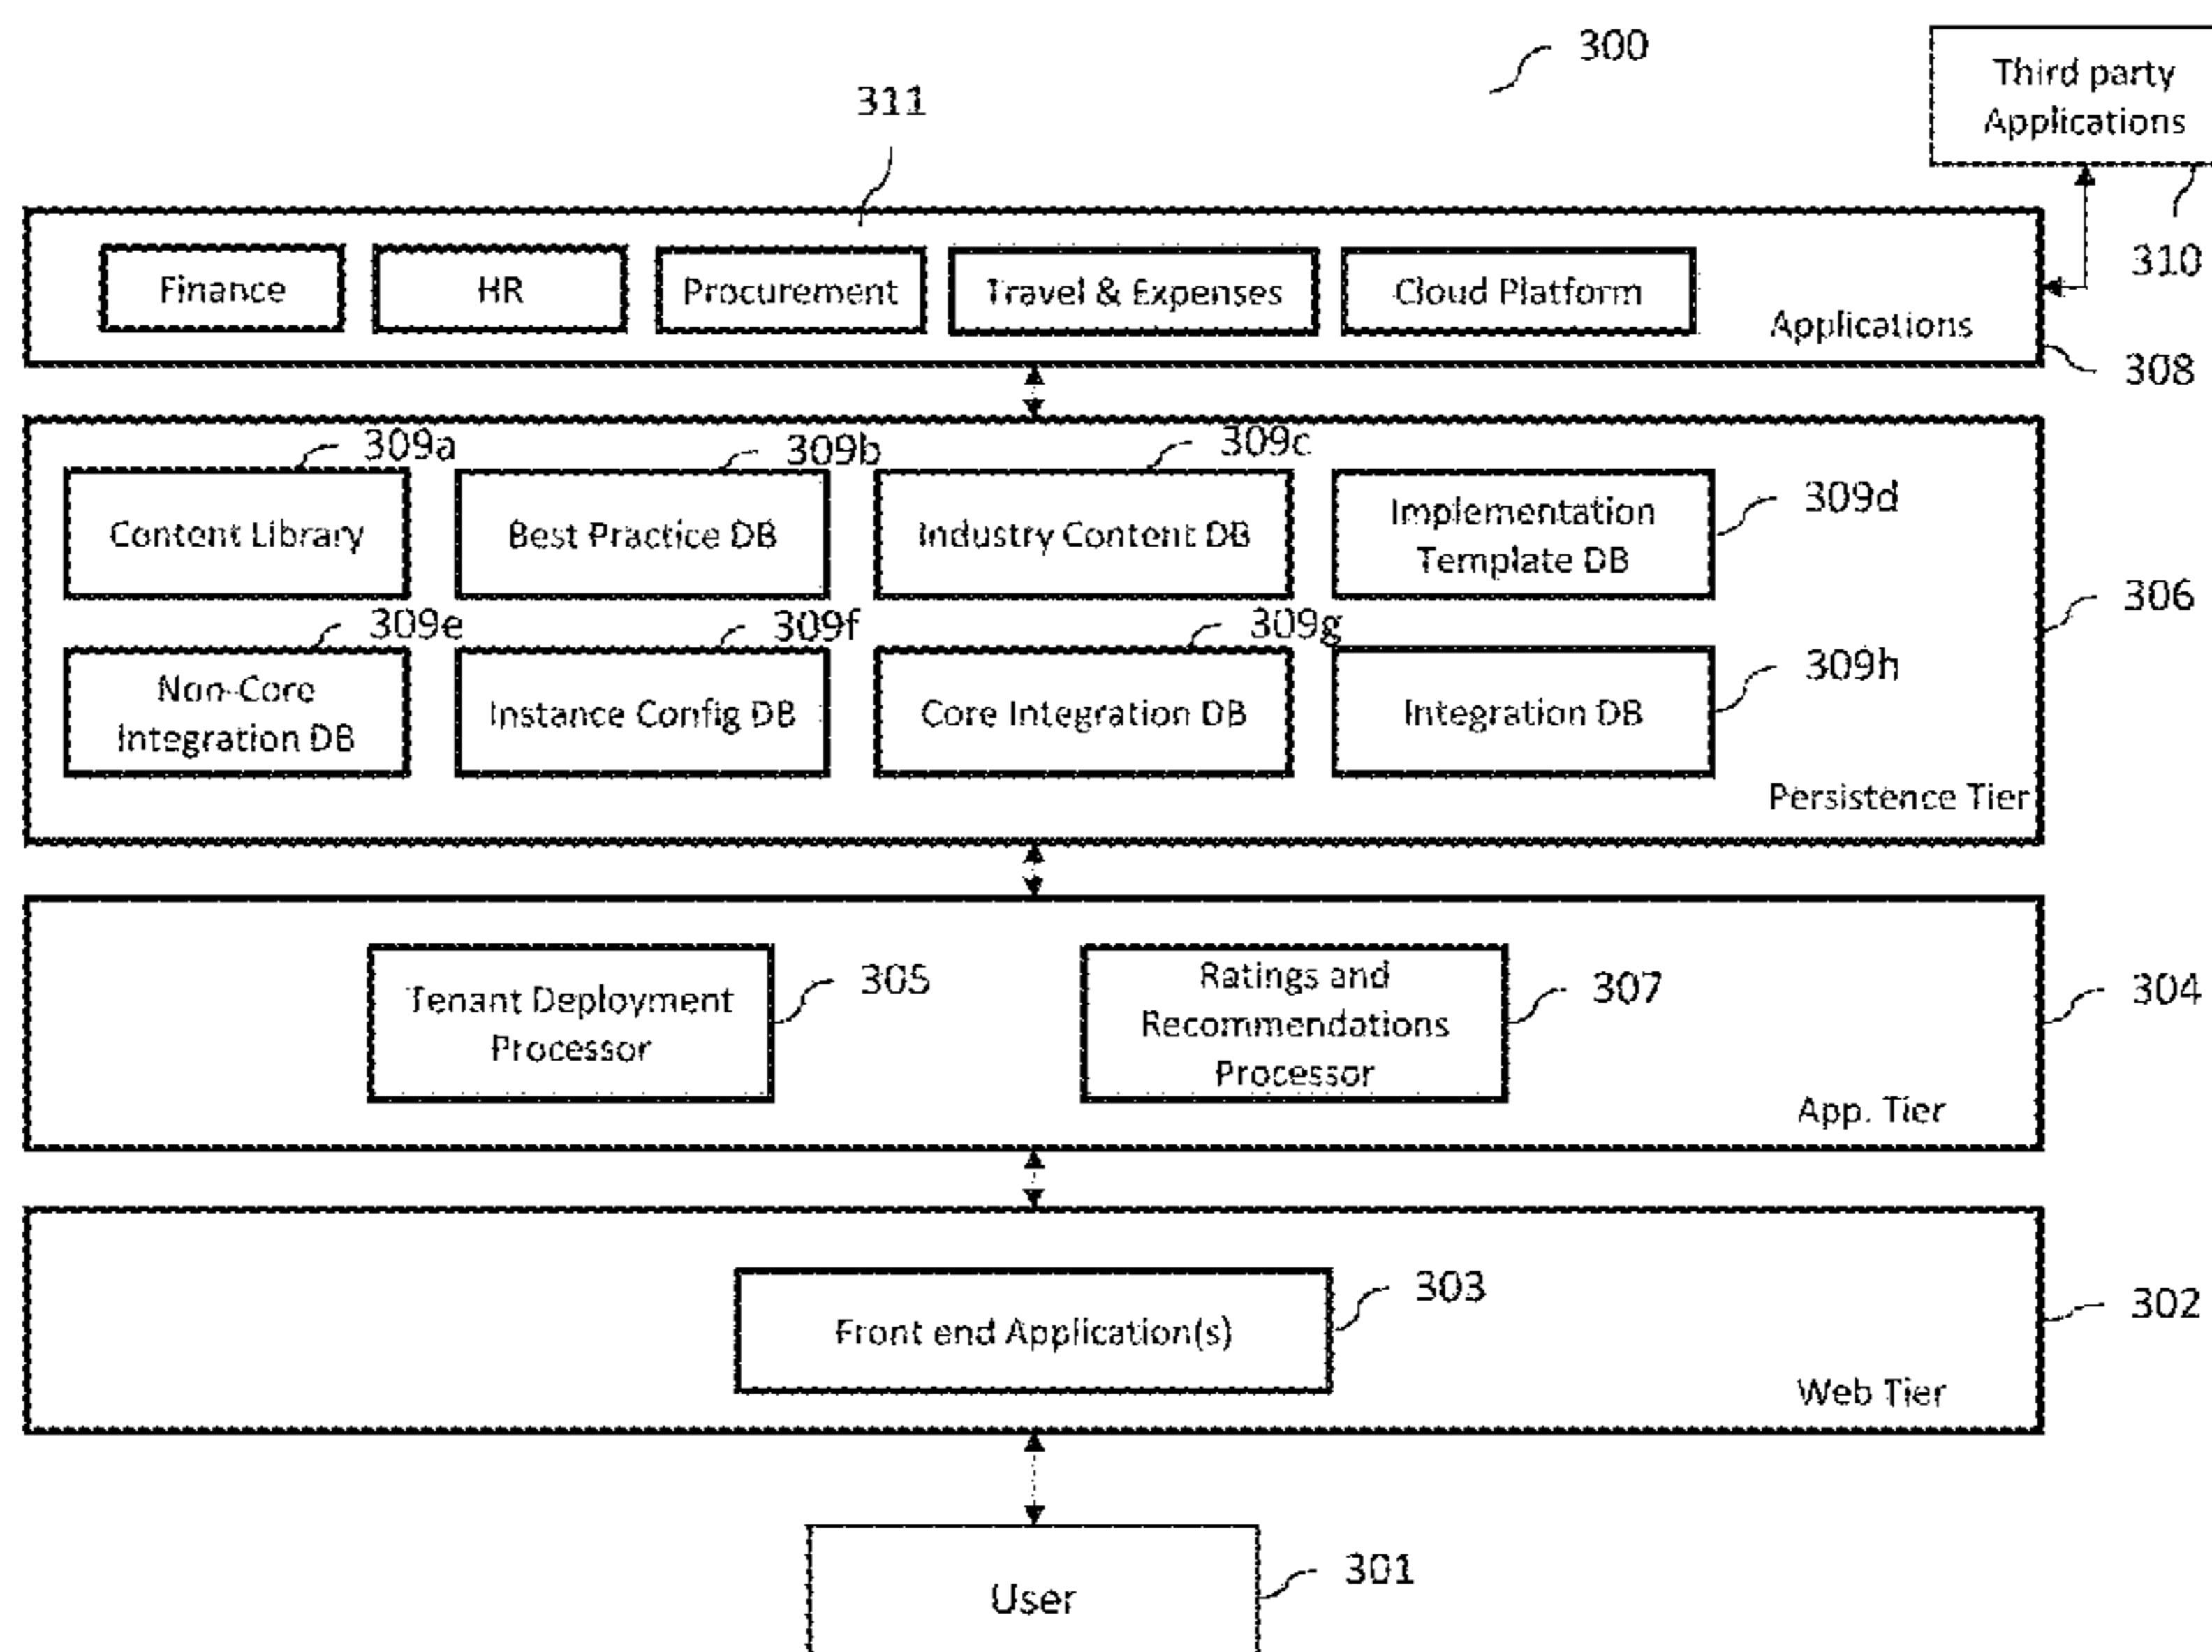 300
Third party
Applications
310
311
Finance
HR
Procurement
Travel & Expenses
Cloud Platform
Applications
308
309a
309b
309c
309d
Content Library
Best Practice DB
Industry Content DB
Implementation
Template DB
306
309e
309f
309g
309h
Non-Core
Integration DB
Instance Config DB
Core Integration DB
Integration DB
Persistence Tier
Tenant Deployment
Processor
305
Ratings and
Recommendations
Processor
307
304
App. Tier
Front end Application(s)
303
302
Web Tier
User
301